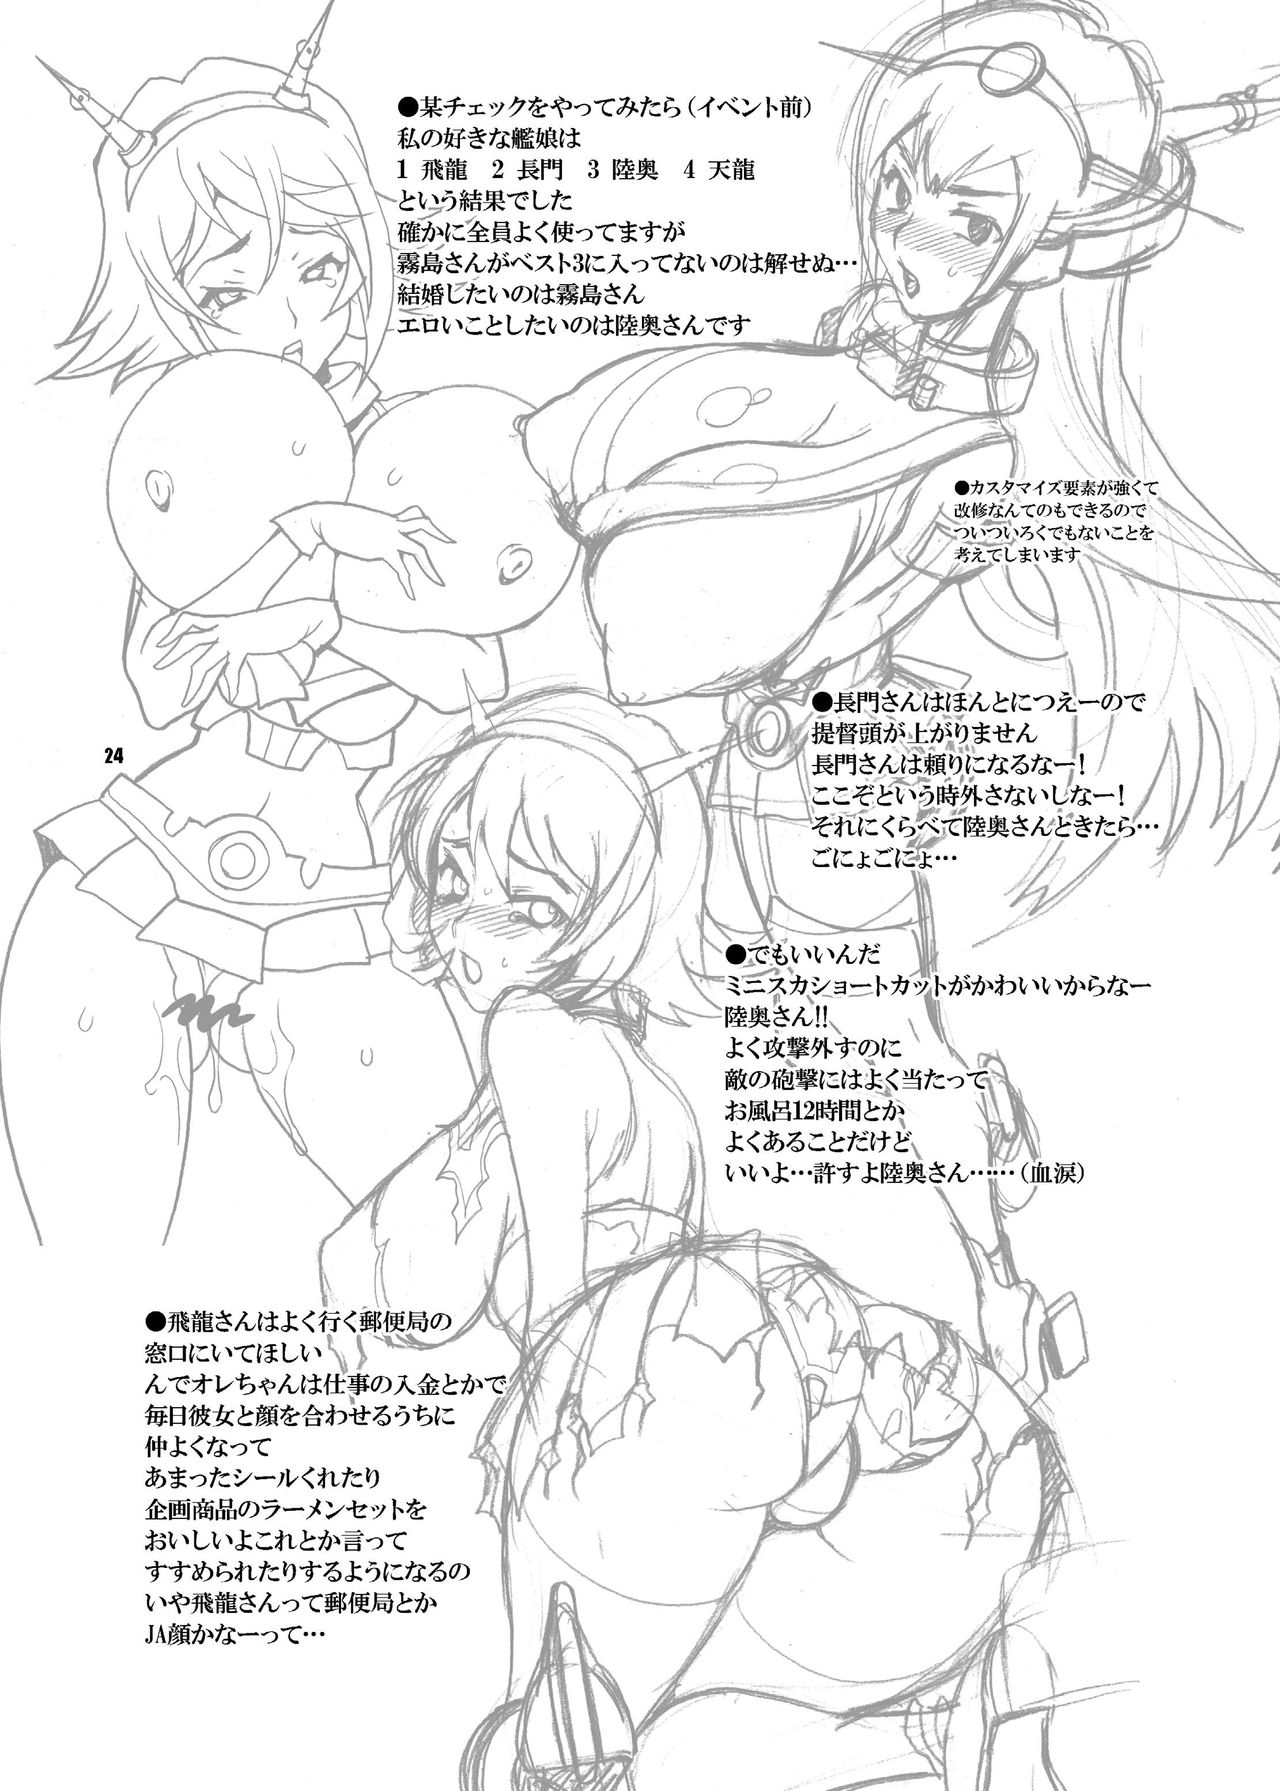 ●某チェックをやってみたら（イベント前）
私の好きな艦娘は
1 飛龍　2 長門　3 陸奥　4 天龍
という結果でした
確かに全員よく使ってますが
霧島さんがベスト3に入ってないのは解せぬ…
結婚したいのは霧島さん
エロいことしたいのは陸奥さんです
●カスタマイズ要素が強くて
改修なんてのもできるので
ついついろくでもないことを
考えてしまいます
●長門さんはほんとにつえーので
提督頭が上がりません
長門さんは頼りになるなー！
ここぞという時外さないしなー！
それにくらべて陸奥さんときたら…
ごにょごにょ…
24
●でもいいんだ
ミニスカショートカットがかわいいからなー
陸奥さん!!
よく攻撃外すのに
敵の砲撃にはよく当たって
お風呂12時間とか
よくあることだけど
いいよ…許すよ陸奥さん……（血涙）
●飛龍さんはよく行く郵便局の
窓口にいてほしい
んでオレちゃんは仕事の入金とかで
毎日彼女と顔を合わせるうちに
仲よくなって
あまったシールくれたり
企画商品のラーメンセットを
おいしいよこれとか言って
すすめられたりするようになるの
いや飛龍さんって郵便局とか
JA顔かなーって…